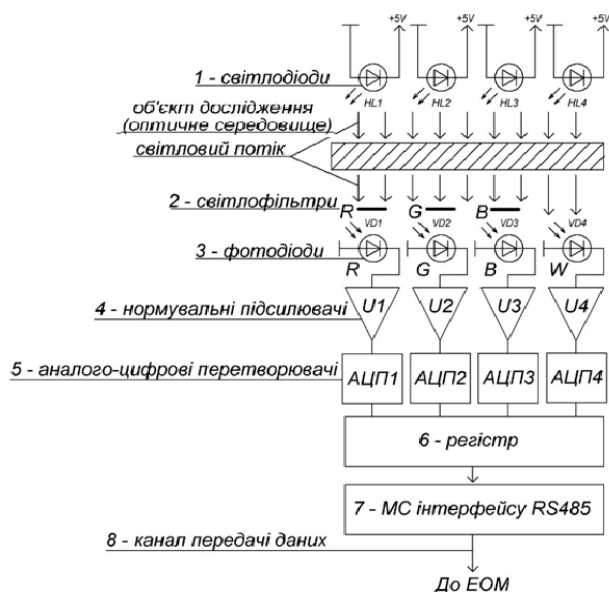 +5V +5V +5V +5V
1 - світлодіоди
HL1 HL2 HL3 HL4
об'єкт дослідження
(оптичне середовище)
світловий потік
2 - світлофільтри
R G B
VD1 VD2 VD3 VD4
3 - фотодіоди
R G B W
4 - нормувальні підсилювачі
U1 U2 U3 U4
5 - аналого-цифрові перетворювачі
АЦП1 АЦП2 АЦП3 АЦП4
6 - регістр
7 - МС інтерфейсу RS485
8 - канал передачі даних
До ЕОМ